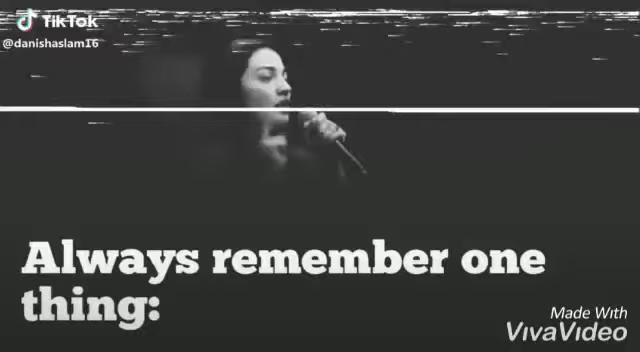 TikTok
@danishaslam16
Always remember one
thing:
Made With
VivaVideo